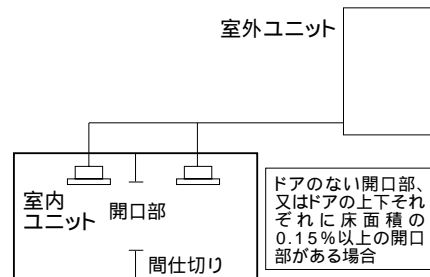 室外ユニット
室内
ユニット
開口部
間仕切り
ドアのない開口部、
又はドアの上下それ
ぞれに床面積の
0.15%以上の開口
部がある場合